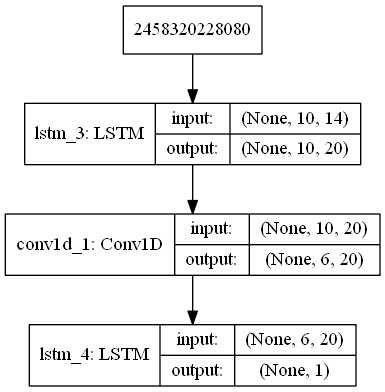 2458320228080
lstm_3: LSTM
input: (None, 10, 14)
output: (None, 10, 20)
conv1d_1: Conv1D
input: (None, 10, 20)
output: (None, 6, 20)
lstm_4: LSTM
input: (None, 6, 20)
output: (None, 1)